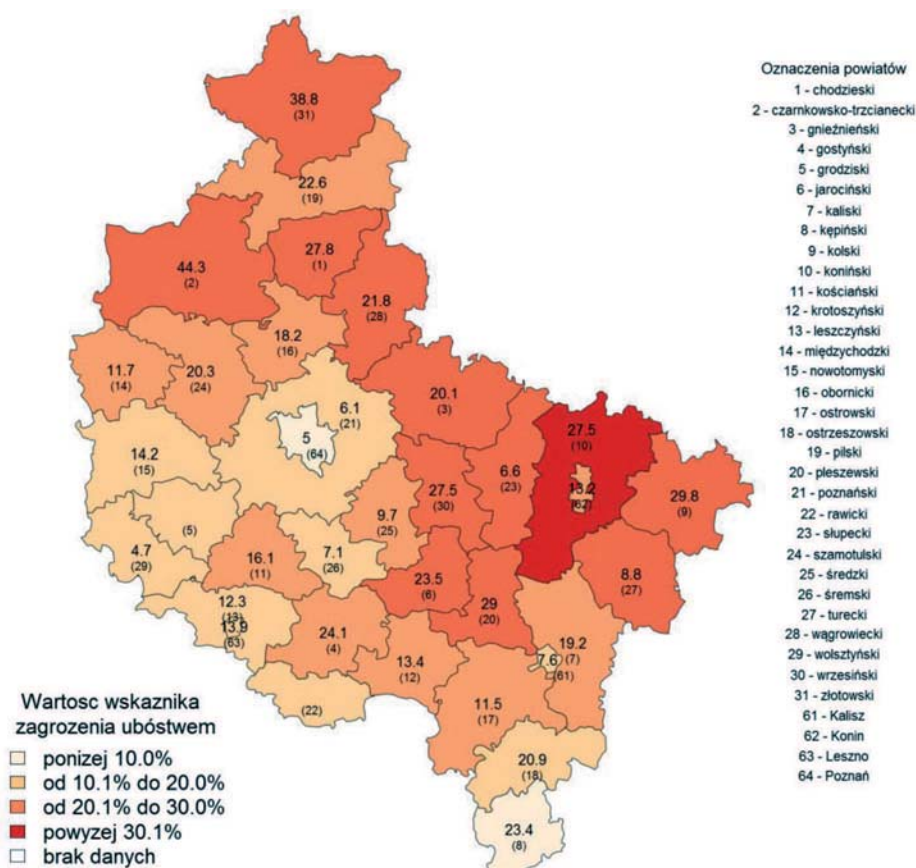 38.8
(31)
22.6
(19)
27.8
(1)
44.3
(2)
21.8
(28)
18.2
(16)
11.7
(14)
20.3
(24)
20.1
(3)
6.1
(21)
5
(64)
27.5
(10)
14.2
(15)
6.6
(23)
27.5
(30)
13.2
(62)
29.8
(9)
9.7
(25)
(5)
7.1
(26)
4.7
(29)
16.1
(11)
23.5
(6)
8.8
(27)
29
(20)
12.3
(13)
13.9
(63)
24.1
(4)
19.2
(7)
7.6
(61)
13.4
(12)
11.5
(17)
(22)
20.9
(18)
23.4
(8)
Oznaczenia powiatów
1 - chodzieski
2 - czarnkowsko-trzcianecki
3 - gnieźnieński
4 - gostyński
5 - grodziski
6 - jarociński
7 - kaliski
8 - kępiński
9 - kolski
10 - koniński
11 - kościański
12 - krotoszyński
13 - leszczyński
14 - międzychodzki
15 - nowotomyski
16 - obornicki
17 - ostrowski
18 - ostrzeszowski
19 - pilski
20 - pleszewski
21 - poznański
22 - rawicki
23 - słupecki
24 - szamotulski
25 - średzki
26 - śremski
27 - turecki
28 - wągrowiecki
29 - wolsztyński
30 - wrzesiński
31 - złotowski
61 - Kalisz
62 - Konin
63 - Leszno
64 - Poznań
Wartosc wskaznika
zagrozenia ubóstwem
ponizej 10.0%
od 10.1% do 20.0%
od 20.1% do 30.0%
powyzej 30.1%
brak danych